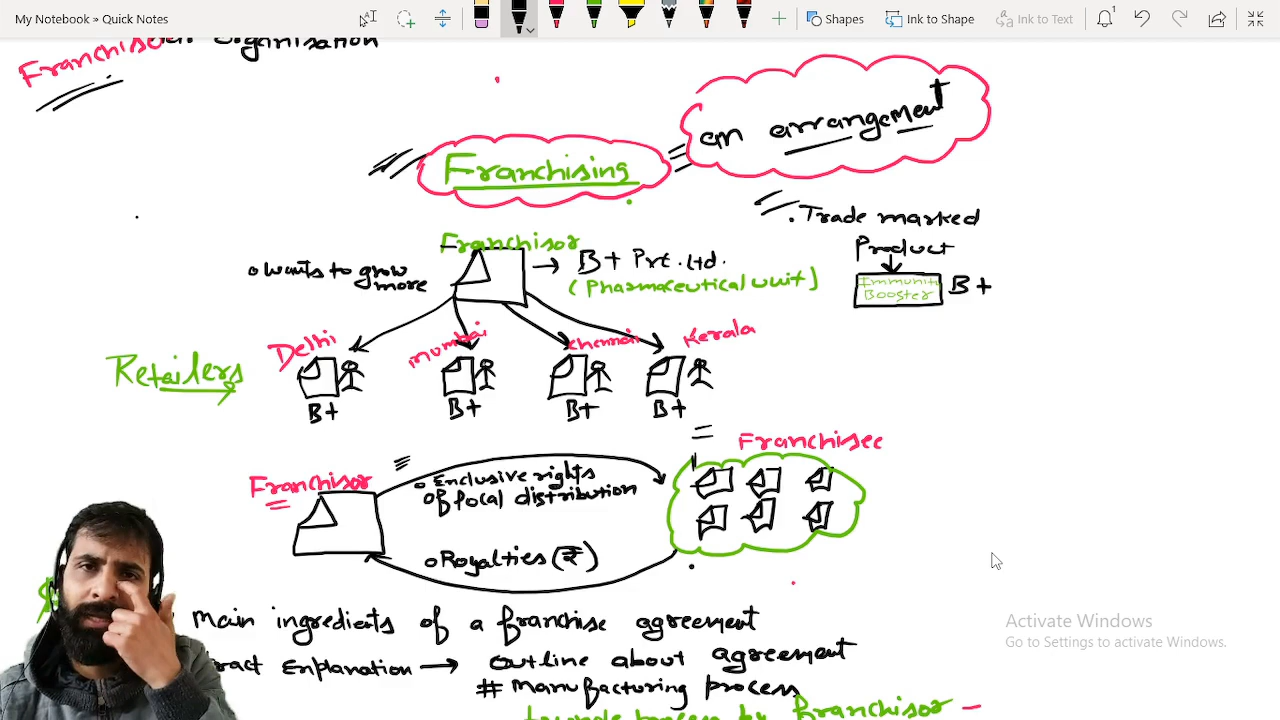 My Notebook » Quick Notes
Shapes
Ink to Shape
Ink to Text
Franchise
Organisation
an arrangement
Franchising
Trade marked
Product
Immunity
Booster
B+
Franchisor
wants to grow
more
B+ Prt. Ltd.
(Pharmaceutical unit)
Delhi
mumbai
chennai
Kerala
Retailers
B+
B+
B+
B+
Franchisee
Franchisor
Exclusive rights
Of local distribution
Royalties (₹)
Main ingredients of a franchise agreement
Explanation → outline about agreement
# manufacturing process
by Franchisor -
Activate Windows
Go to Settings to activate Windows.